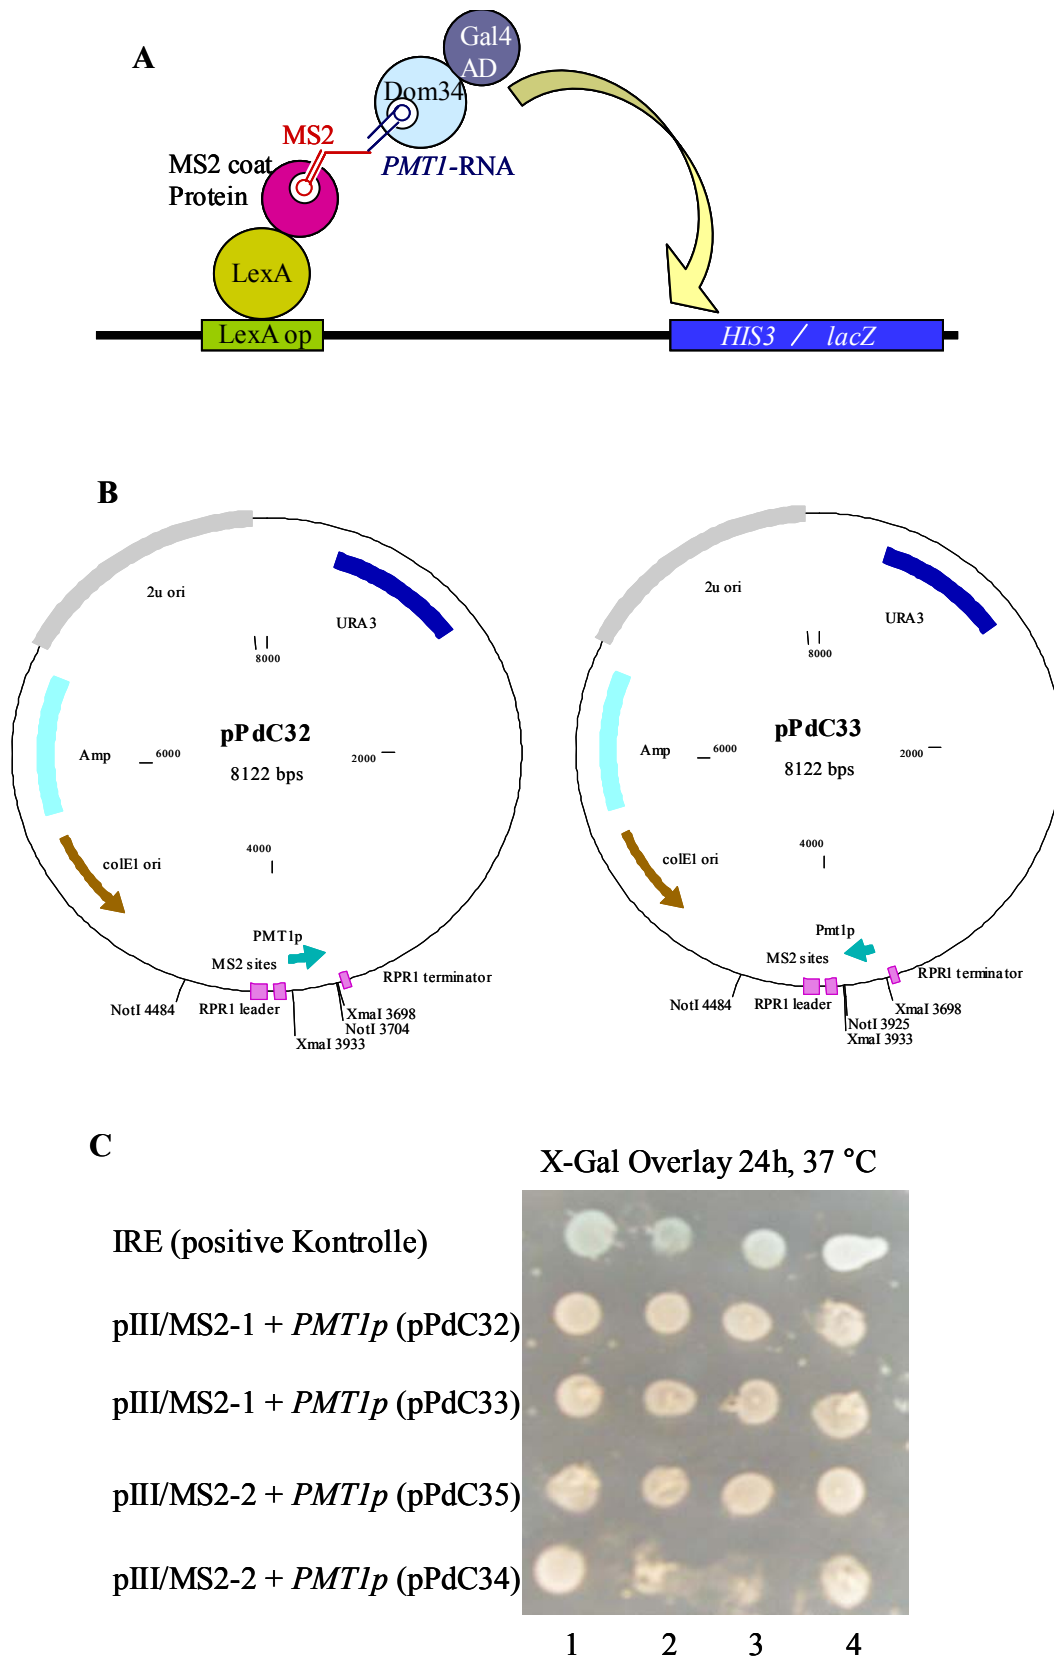 A
Gal4
AD
Dom34
MS2
PMT1-RNA
MS2 coat
Protein
LexA
LexA op
HIS3 / lacZ
B
2u ori
URA3
8000
pPdC32
8122 bps
Amp
6000
2000
4000
colE1 ori
PMT1p
MS2 sites
RPR1 terminator
NotI 4484
RPR1 leader
XmaI 3698
NotI 3704
XmaI 3933
2u ori
URA3
8000
pPdC33
8122 bps
Amp
6000
2000
4000
colE1 ori
Pmt1p
MS2 sites
RPR1 terminator
NotI 4484
RPR1 leader
XmaI 3698
NotI 3925
XmaI 3933
C
X-Gal Overlay 24h, 37 °C
IRE (positive Kontrolle)
pIII/MS2-1 + PMT1p (pPdC32)
pIII/MS2-1 + PMT1p (pPdC33)
pIII/MS2-2 + PMT1p (pPdC35)
pIII/MS2-2 + PMT1p (pPdC34)
1 2 3 4